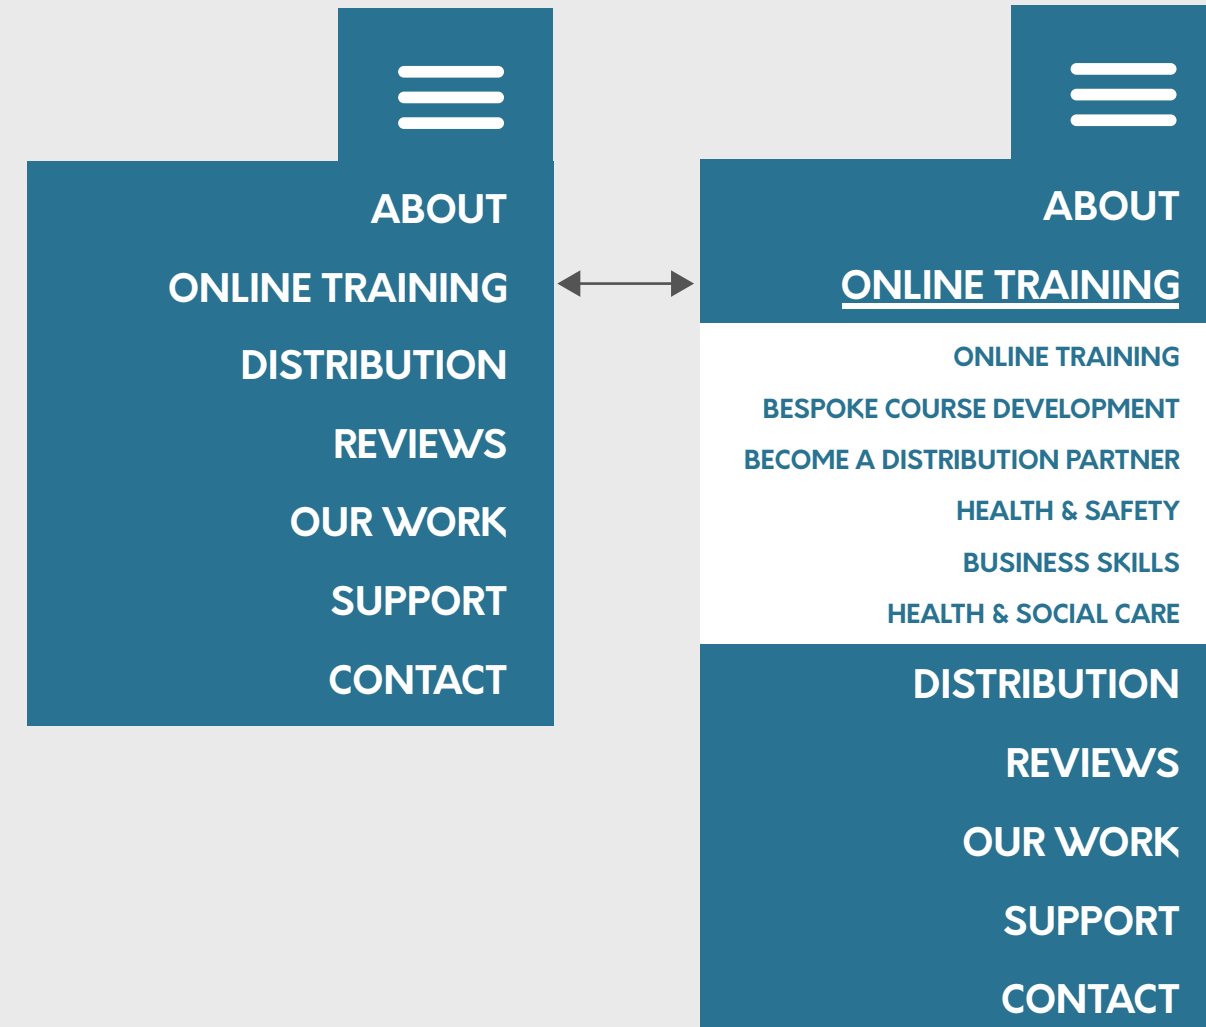 ABOUT
ONLINE TRAINING
DISTRIBUTION
REVIEWS
OUR WORK
SUPPORT
CONTACT
ABOUT
ONLINE TRAINING
ONLINE TRAINING
BESPOKE COURSE DEVELOPMENT
BECOME A DISTRIBUTION PARTNER
HEALTH & SAFETY
BUSINESS SKILLS
HEALTH & SOCIAL CARE
DISTRIBUTION
REVIEWS
OUR WORK
SUPPORT
CONTACT